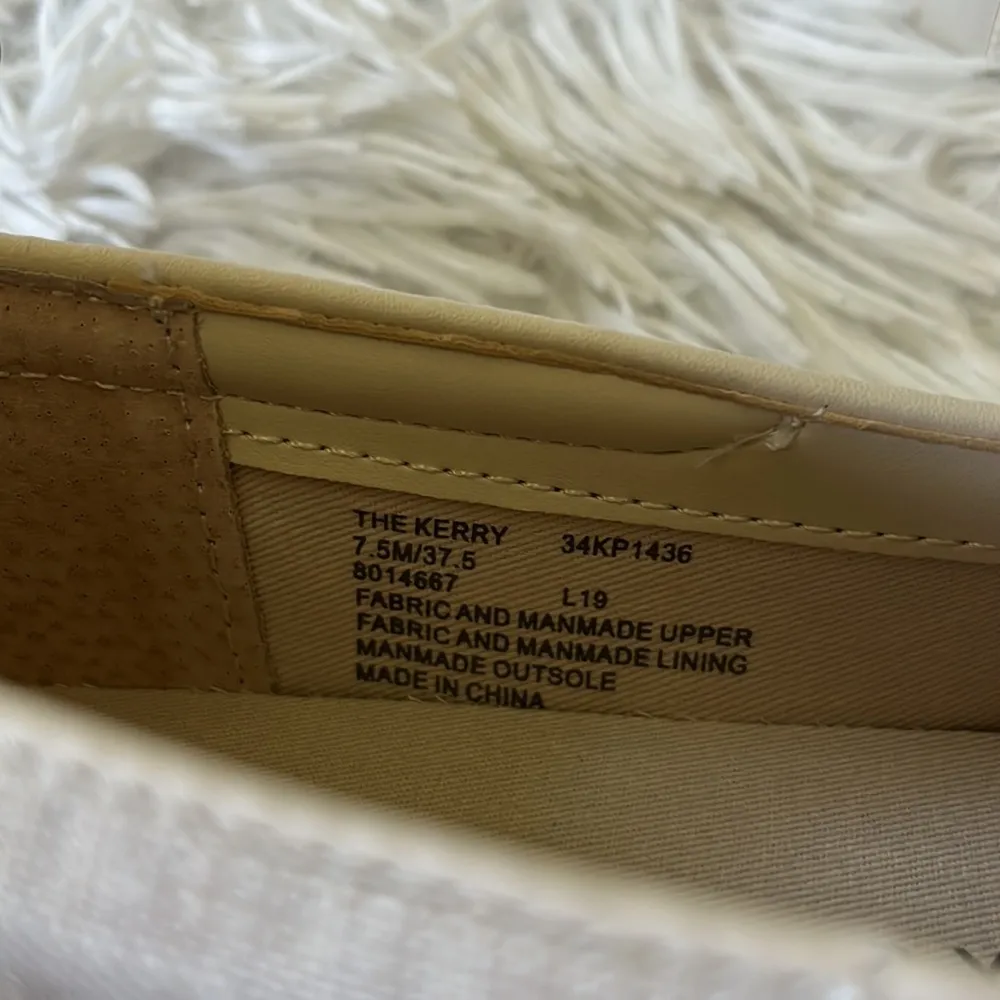 THE KERRY 34KP1436
7.5M/37.5
8014667 L19
FABRIC AND MANMADE UPPER
FABRIC AND MANMADE LINING
MANMADE OUTSOLE
MADE IN CHINA